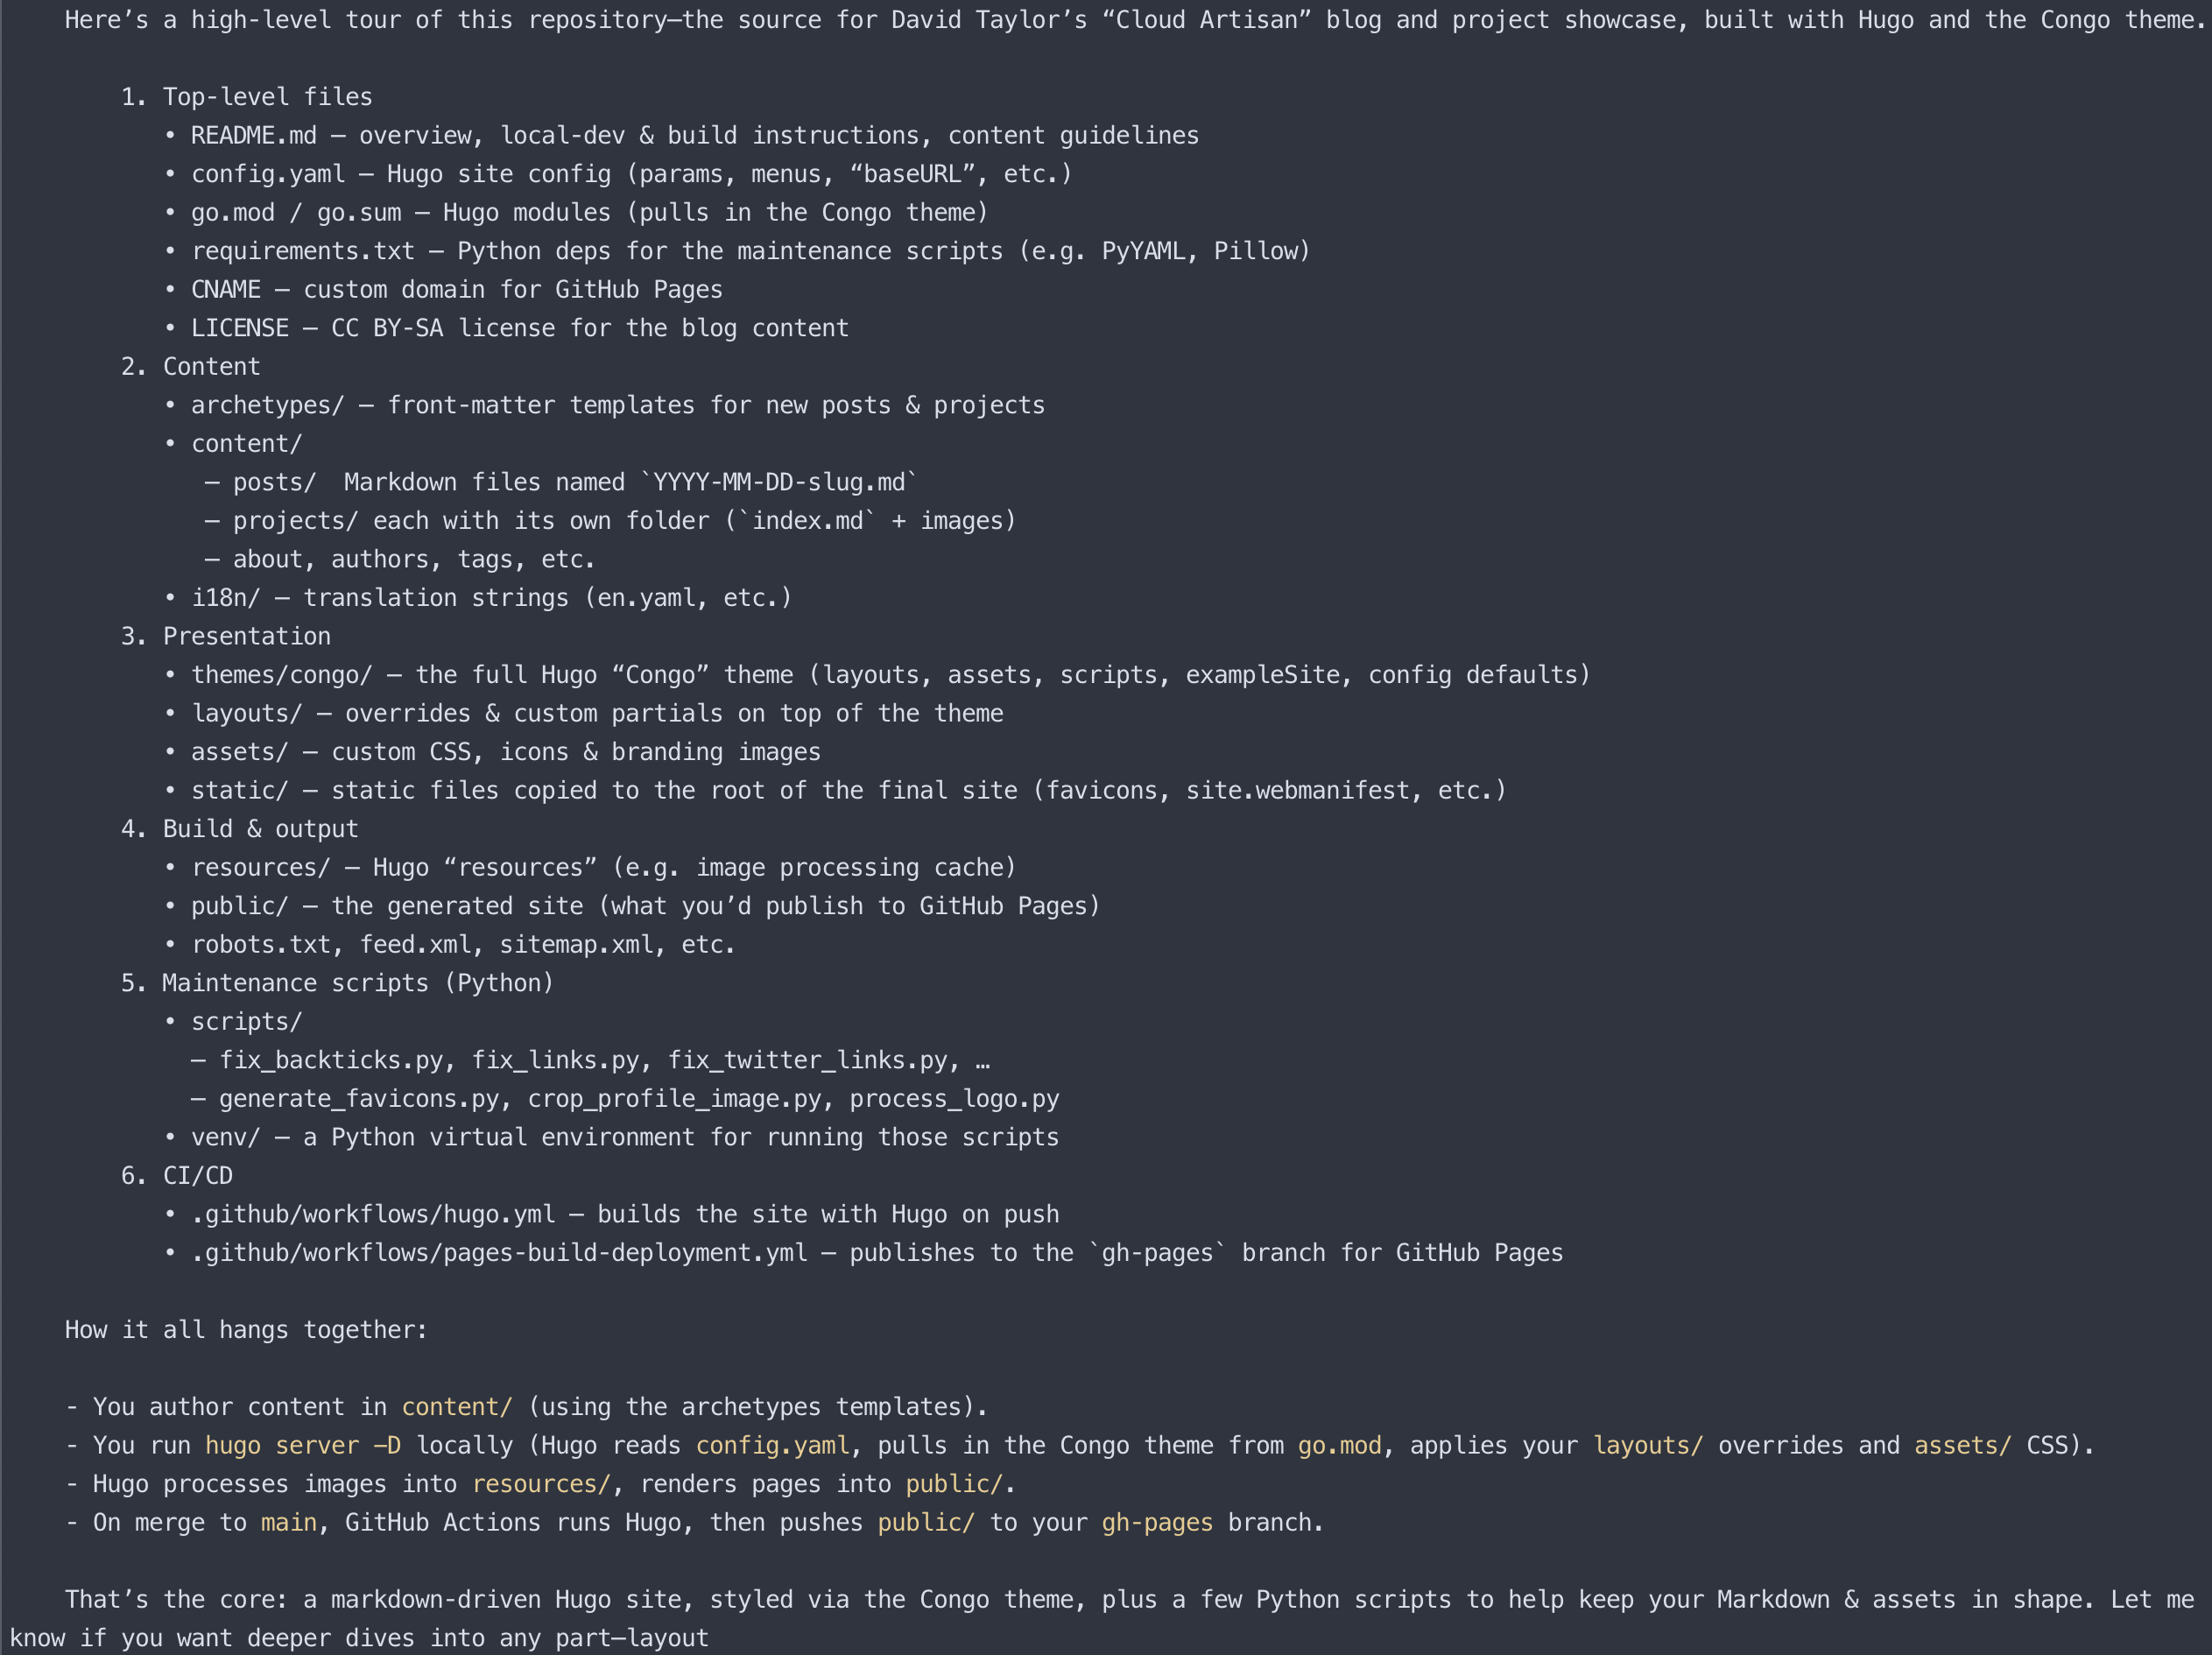 Here’s a high-level tour of this repository—the source for David Taylor’s “Cloud Artisan” blog and project showcase, built with Hugo and the Congo theme.
1. Top-level files
• README.md – overview, local-dev & build instructions, content guidelines
• config.yaml – Hugo site config (params, menus, “baseURL”, etc.)
• go.mod / go.sum – Hugo modules (pulls in the Congo theme)
• requirements.txt – Python deps for the maintenance scripts (e.g. PyYAML, Pillow)
• CNAME – custom domain for GitHub Pages
• LICENSE – CC BY-SA license for the blog content
2. Content
• archetypes/ – front-matter templates for new posts & projects
• content/
– posts/  Markdown files named `YYYY-MM-DD-slug.md`
– projects/ each with its own folder (`index.md` + images)
– about, authors, tags, etc.
• i18n/ – translation strings (en.yaml, etc.)
3. Presentation
• themes/congo/ – the full Hugo “Congo” theme (layouts, assets, scripts, exampleSite, config defaults)
• layouts/ – overrides & custom partials on top of the theme
• assets/ – custom CSS, icons & branding images
• static/ – static files copied to the root of the final site (favicons, site.webmanifest, etc.)
4. Build & output
• resources/ – Hugo “resources” (e.g. image processing cache)
• public/ – the generated site (what you’d publish to GitHub Pages)
• robots.txt, feed.xml, sitemap.xml, etc.
5. Maintenance scripts (Python)
• scripts/
– fix_backticks.py, fix_links.py, fix_twitter_links.py, …
– generate_favicons.py, crop_profile_image.py, process_logo.py
• venv/ – a Python virtual environment for running those scripts
6. CI/CD
• .github/workflows/hugo.yml – builds the site with Hugo on push
• .github/workflows/pages-build-deployment.yml – publishes to the `gh-pages` branch for GitHub Pages
How it all hangs together:
- You author content in content/ (using the archetypes templates).
- You run hugo server –D locally (Hugo reads config.yaml, pulls in the Congo theme from go.mod, applies your layouts/ overrides and assets/ CSS).
- Hugo processes images into resources/, renders pages into public/.
- On merge to main, GitHub Actions runs Hugo, then pushes public/ to your gh-pages branch.
That’s the core: a markdown-driven Hugo site, styled via the Congo theme, plus a few Python scripts to help keep your Markdown & assets in shape. Let me
know if you want deeper dives into any part—layout